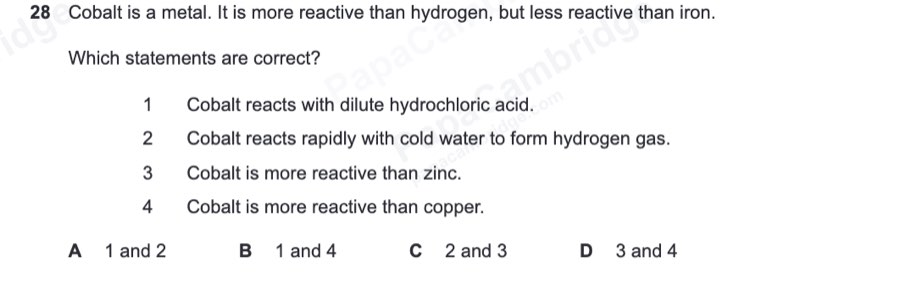 28 Cobalt is a metal. It is more reactive than hydrogen, but less reactive than iron.
Which statements are correct?
1 Cobalt reacts with dilute hydrochloric acid.
2 Cobalt reacts rapidly with cold water to form hydrogen gas.
3 Cobalt is more reactive than zinc.
4 Cobalt is more reactive than copper.
A 1 and 2 B 1 and 4 C 2 and 3 D 3 and 4